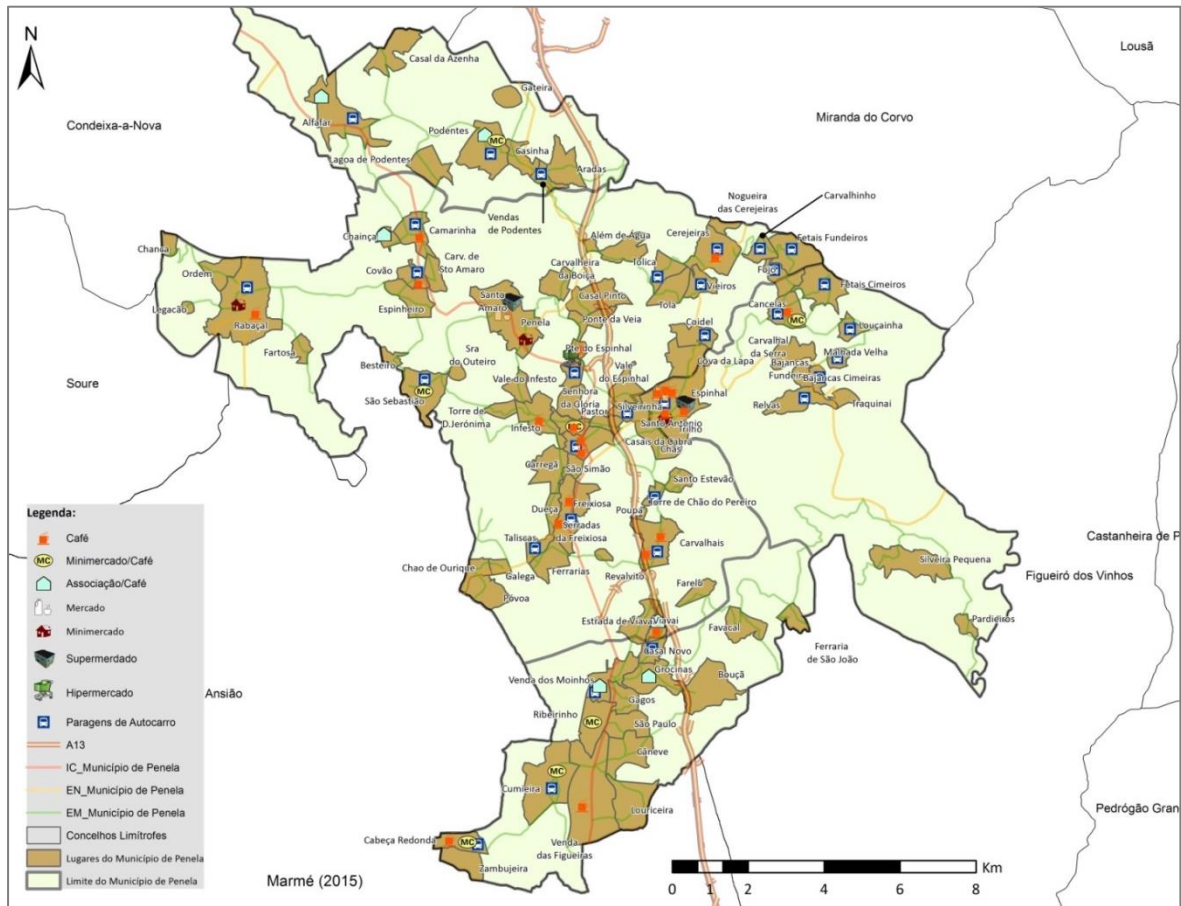 N
Lousã
Condeixa-a-Nova
Miranda do Corvo
Soure
Ansião
Castanheira de P
Figueiró dos Vinhos
Pedrógão Gran
Casal da Azenha
Gateira
Alfafar
Podentes
Casinha
Lagoa de Podentes
Aradas
Vendas
de Podentes
Nogueira
das Cerejeiras
Carvalhinho
Além de Água
Cerejeiras
Fetais Fundeiros
Camarinha
Chainça
Chanca
Ordem
Covão
Carv. de
Sto Amaro
Carvalheira
da Boiça
Tólica
Fojo
Fetais Cimeiros
Legacão
Rabaçal
Espinheiro
Santo
Amaro
Casal Pinto
Tola
Vieiros
Cancelas
Louçainha
Fartosa
Penela
Ponte da Veia
Coidel
Carvalhal
da Serra
Malhada Velha
Besteiro
Sra
do Outeiro
Pte do Espinhal
Cova da Lapa
Bajancas
Fundeiras
Bajancas Cimeiras
São Sebastião
Vale do Infesto
Vale
do Espinhal
Senhora
da Glória
Espinhal
Relvas
Traquinai
Torre de
D.Jerónima
Infesto
Pastor
Silveirinha
Santo António
Trilho
Casais da Cabra
Chãs
Carregã
São Simão
Santo Estevão
Dueça
Freixiosa
Torre de Chão do Pereiro
Poupa
Taliscas
Serradas
da Freixiosa
Carvalhais
Chao de Ourique
Galega
Ferrarias
Revalvito
Farelo
Silveira Pequena
Póvoa
Estrada de Viavai
Viavai
Favacal
Pardieiros
Casal Novo
Ferraria
de São João
Grocinas
Venda dos Moinhos
Bouçã
Gagos
Ribeirinho
São Paulo
Câneve
Cumieira
Louriceira
Cabeça Redonda
Venda
das Figueiras
Zambujeira
MC
MC
MC
MC
MC
MC
MC
Legenda:
Café
MC
Minimercado/Café
Associação/Café
Mercado
Minimercado
Supermerdado
Hipermercado
Paragens de Autocarro
A13
IC_Município de Penela
EN_Município de Penela
EM_Município de Penela
Concelhos Limítrofes
Lugares do Município de Penela
Limite do Município de Penela
Marmé (2015)
Km
0 1 2 4 6 8